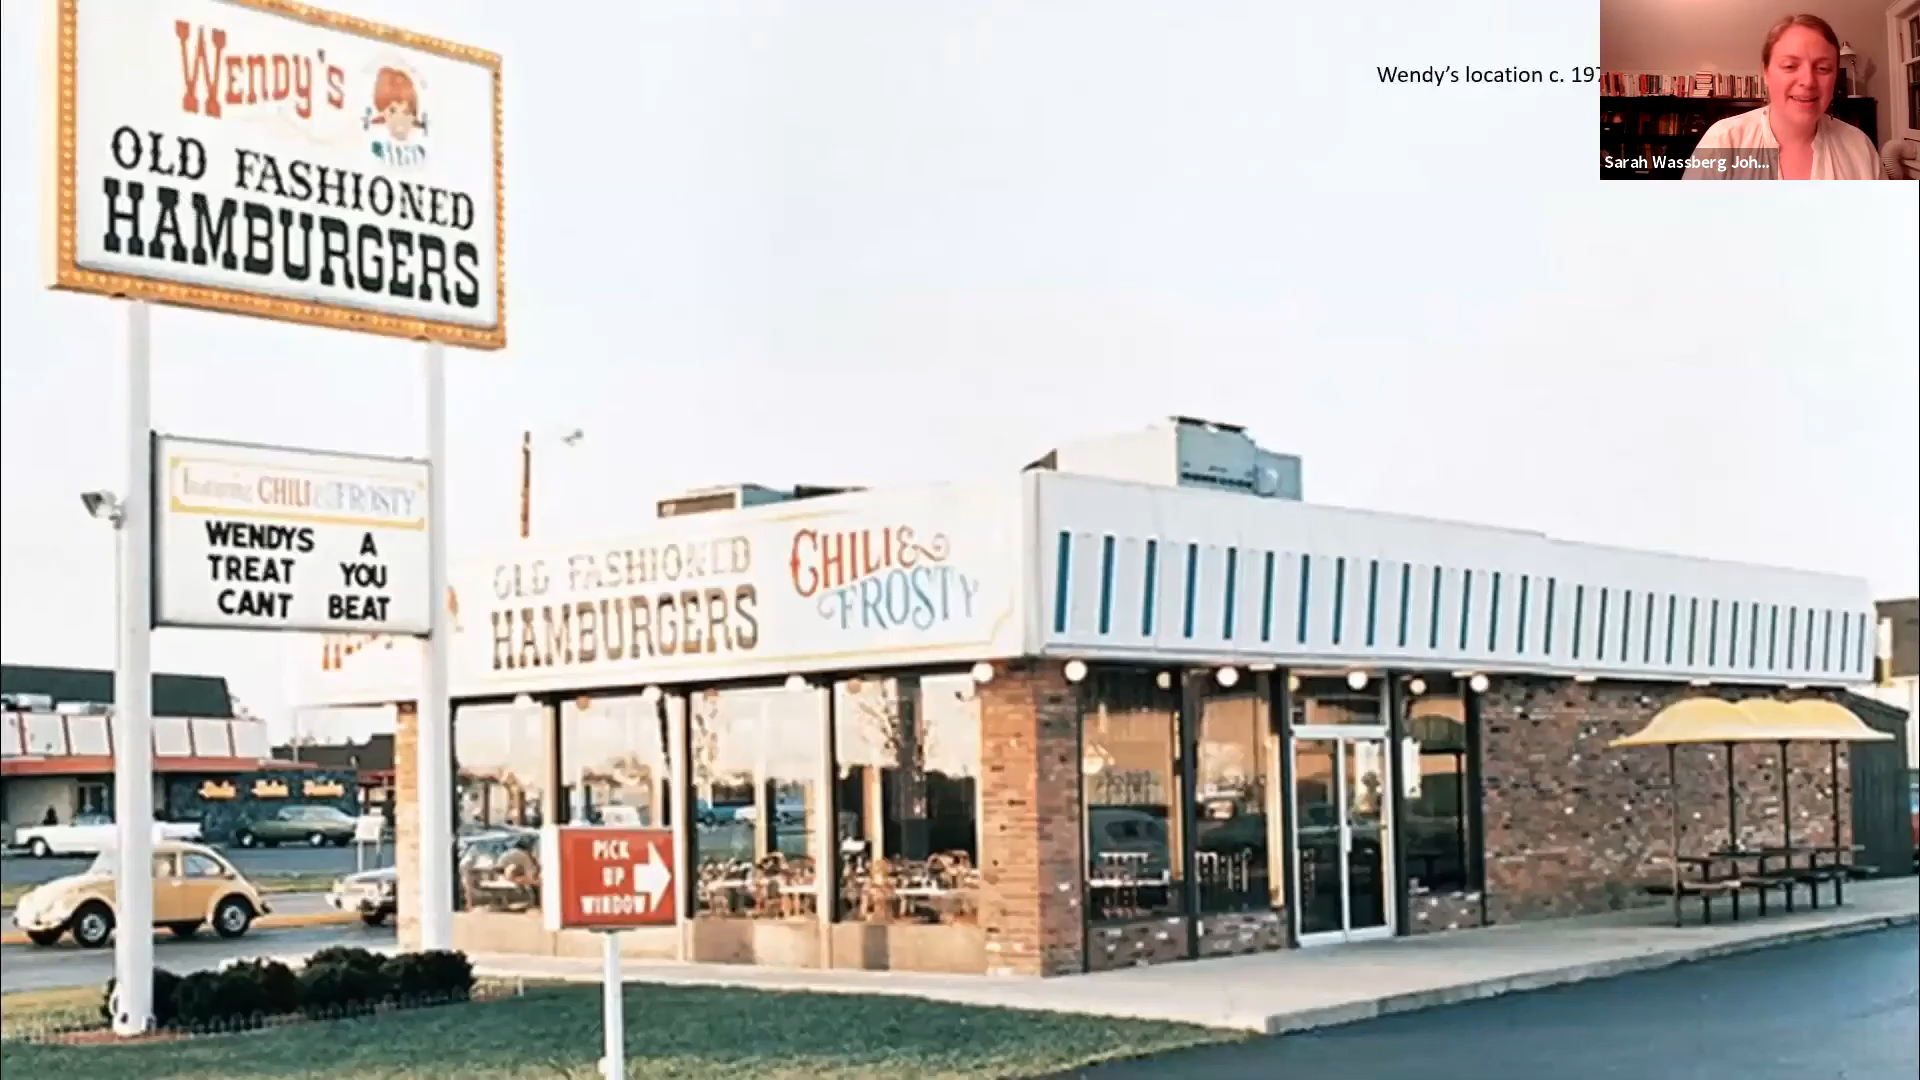 Wendy's
OLD FASHIONED
HAMBURGERS
Wendy's location c. 197
Sarah Wassberg Joh...
featuring CHILI & FROSTY
WENDYS A
TREAT YOU
CANT BEAT
OLD FASHIONED
HAMBURGERS
CHILI &
FROSTY
PICK
UP
WINDOW